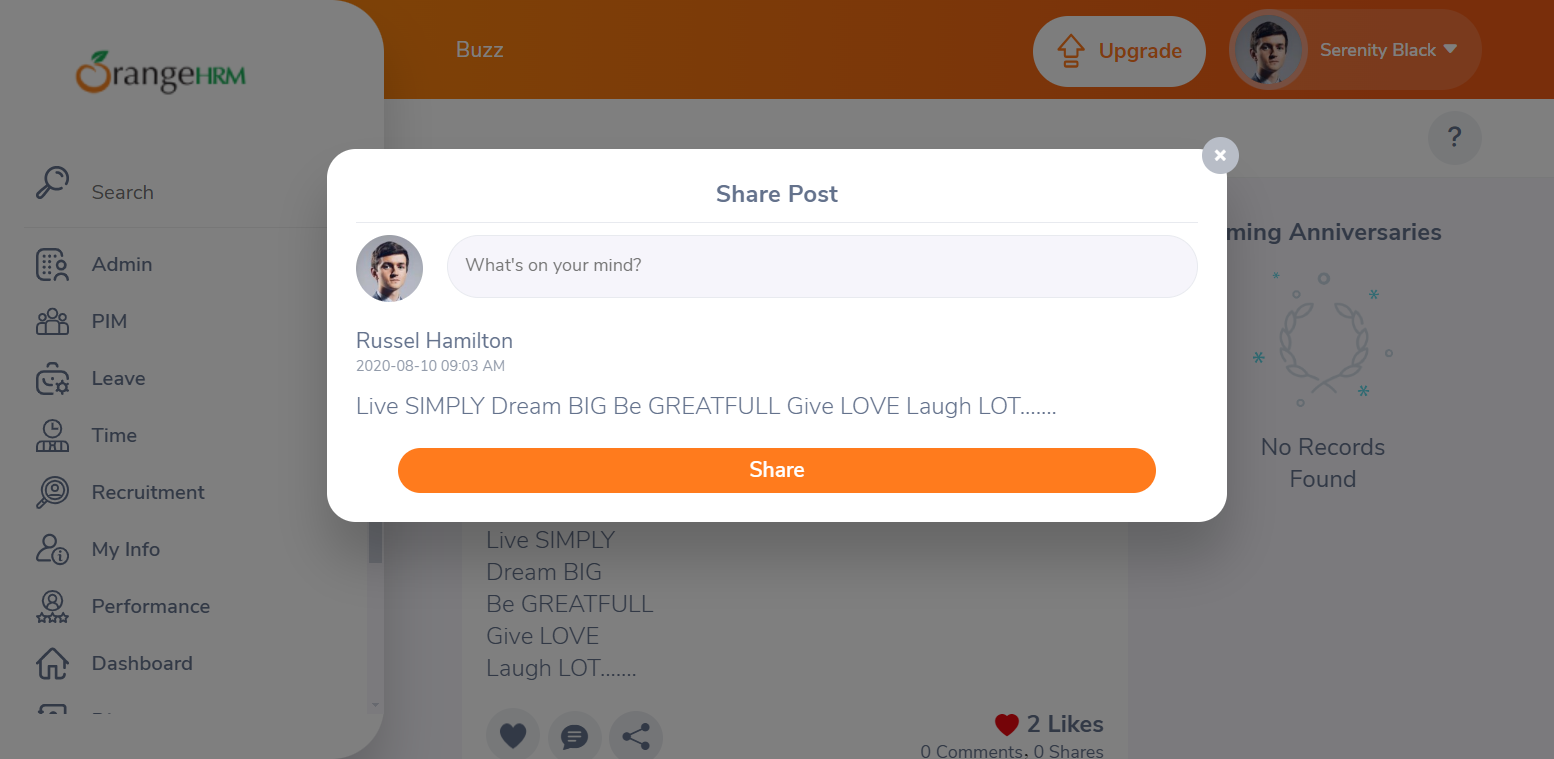 OrangeHRM
Buzz
Upgrade
Serenity Black
?
Search
Admin
PIM
Leave
Time
Recruitment
My Info
Performance
Dashboard
Share Post
What's on your mind?
Russel Hamilton
2020-08-10 09:03 AM
Live SIMPLY Dream BIG Be GREATFULL Give LOVE Laugh LOT.......
Share
Live SIMPLY
Dream BIG
Be GREATFULL
Give LOVE
Laugh LOT.......
2 Likes
0 Comments, 0 Shares
Anniversaries
No Records
Found